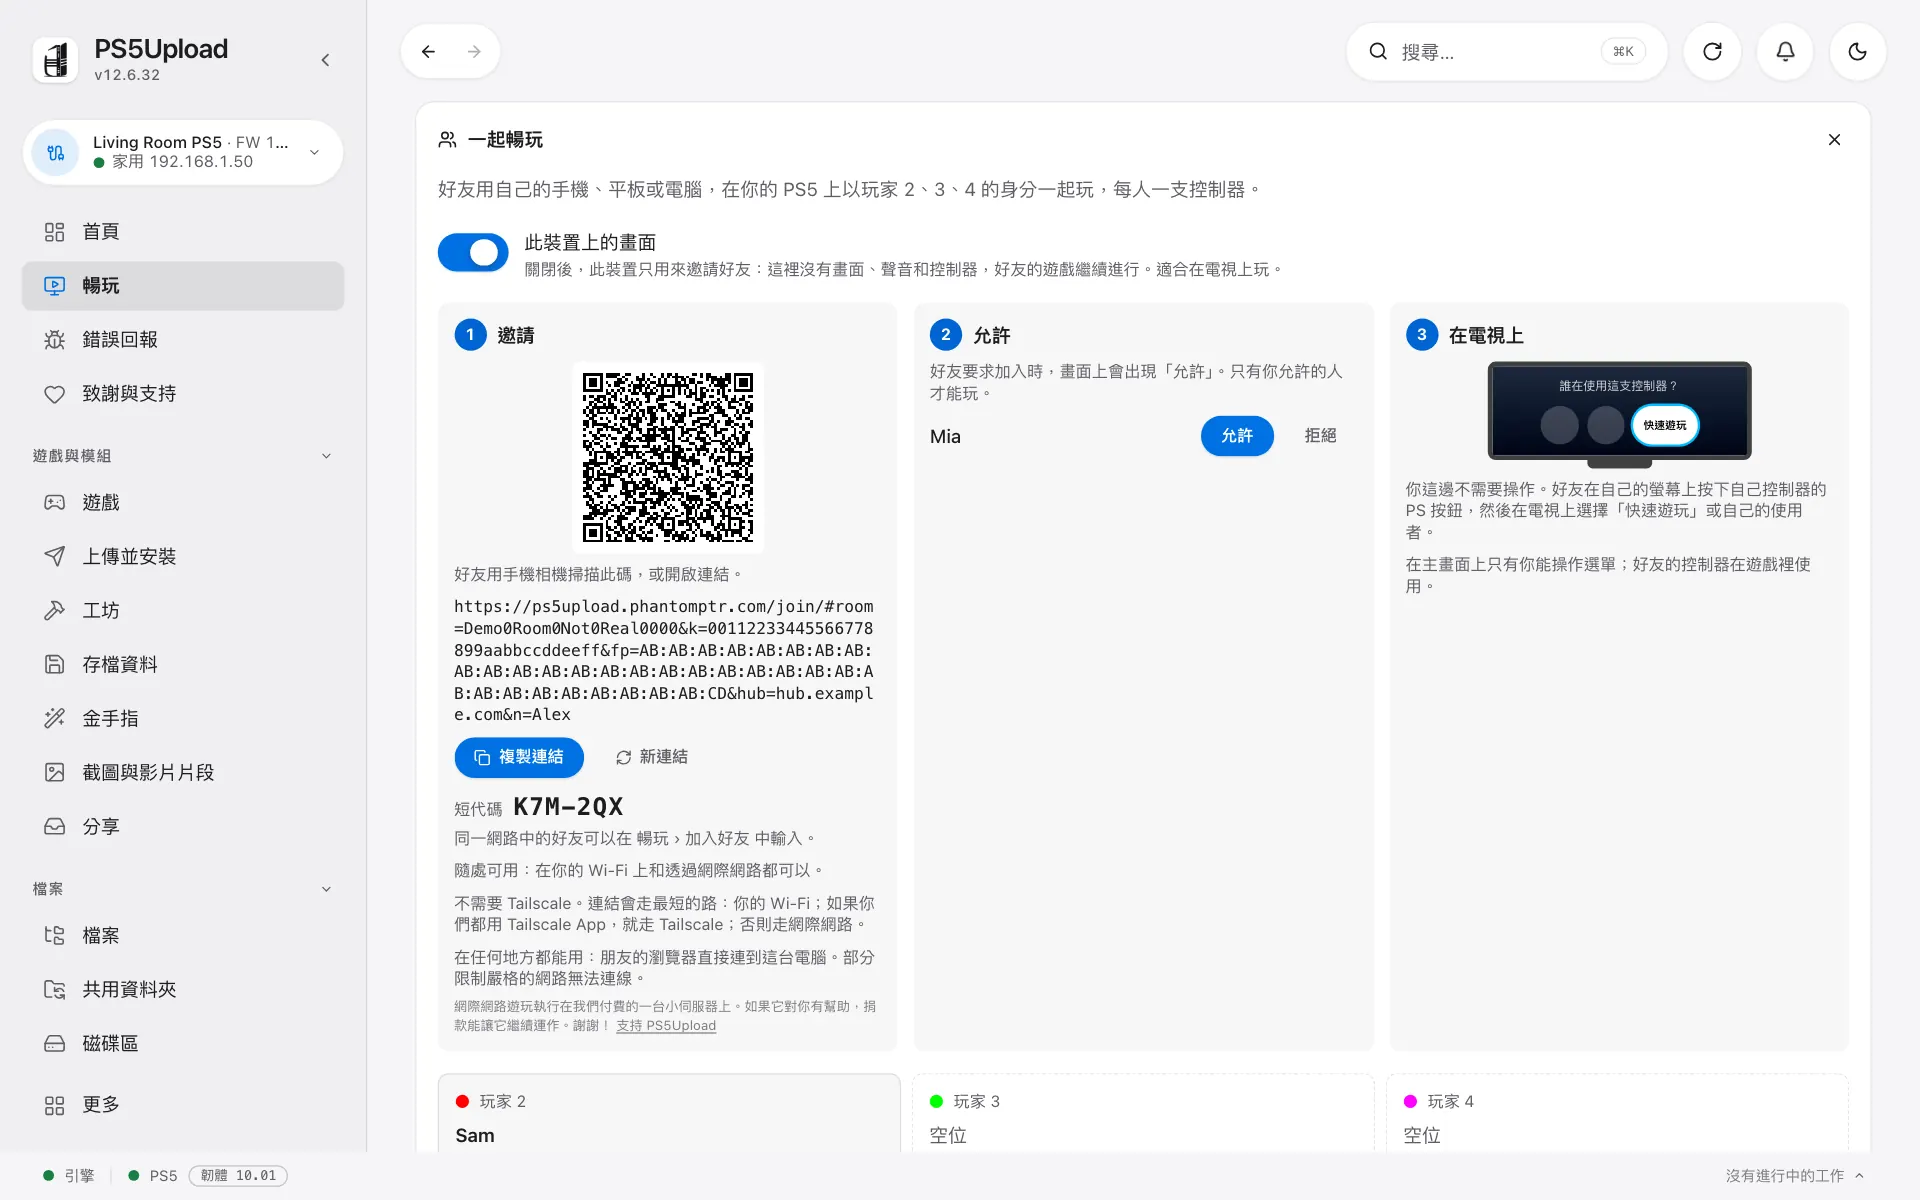 PS5Upload
v12.6.32
Living Room PS5 · FW 1...
家用 192.168.1.50
首頁
暢玩
錯誤回報
致謝與支持
遊戲與模組
遊戲
上傳並安裝
工坊
存檔資料
金手指
截圖與影片片段
分享
檔案
檔案
共用資料夾
磁碟區
更多
搜尋...
⌘K
一起暢玩
好友用自己的手機、平板或電腦，在你的 PS5 上以玩家 2、3、4 的身分一起玩，每人一支控制器。
此裝置上的畫面
關閉後，此裝置只用來邀請好友：這裡沒有畫面、聲音和控制器，好友的遊戲繼續進行。適合在電視上玩。
1 邀請
好友用手機相機掃描此碼，或開啟連結。
https://ps5upload.phantomptr.com/join/#room
=Demo0Room0Not0Real0000&k=00112233445566778
899aabbccddeeff&fp=AB:AB:AB:AB:AB:AB:AB:AB:
AB:AB:AB:AB:AB:AB:AB:AB:AB:AB:AB:AB:AB:AB:A
B:AB:AB:AB:AB:AB:AB:AB:AB:CD&hub=hub.exampl
e.com&n=Alex
複製連結
新連結
短代碼 K7M-2QX
同一網路中的好友可以在 暢玩 › 加入好友 中輸入。
隨處可用：在你的 Wi-Fi 上和透過網際網路都可以。
不需要 Tailscale。連結會走最短的路：你的 Wi-Fi；如果你
們都用 Tailscale App，就走 Tailscale；否則走網際網路。
在任何地方都能用：朋友的瀏覽器直接連到這台電腦。部分
限制嚴格的網路無法連線。
網際網路遊玩執行在我們付費的一台小伺服器上。如果它對你有幫助，捐
款能讓它繼續運作。謝謝！ 支持 PS5Upload
2 允許
好友要求加入時，畫面上會出現「允許」。只有你允許的人
才能玩。
Mia
允許
拒絕
3 在電視上
誰在使用這支控制器？
快速遊玩
你這邊不需要操作。好友在自己的螢幕上按下自己控制器的
PS 按鈕，然後在電視上選擇「快速遊玩」或自己的使用
者。
在主畫面上只有你能操作選單；好友的控制器在遊戲裡使
用。
玩家 2
Sam
玩家 3
空位
玩家 4
空位
引擎
PS5
韌體 10.01
沒有進行中的工作